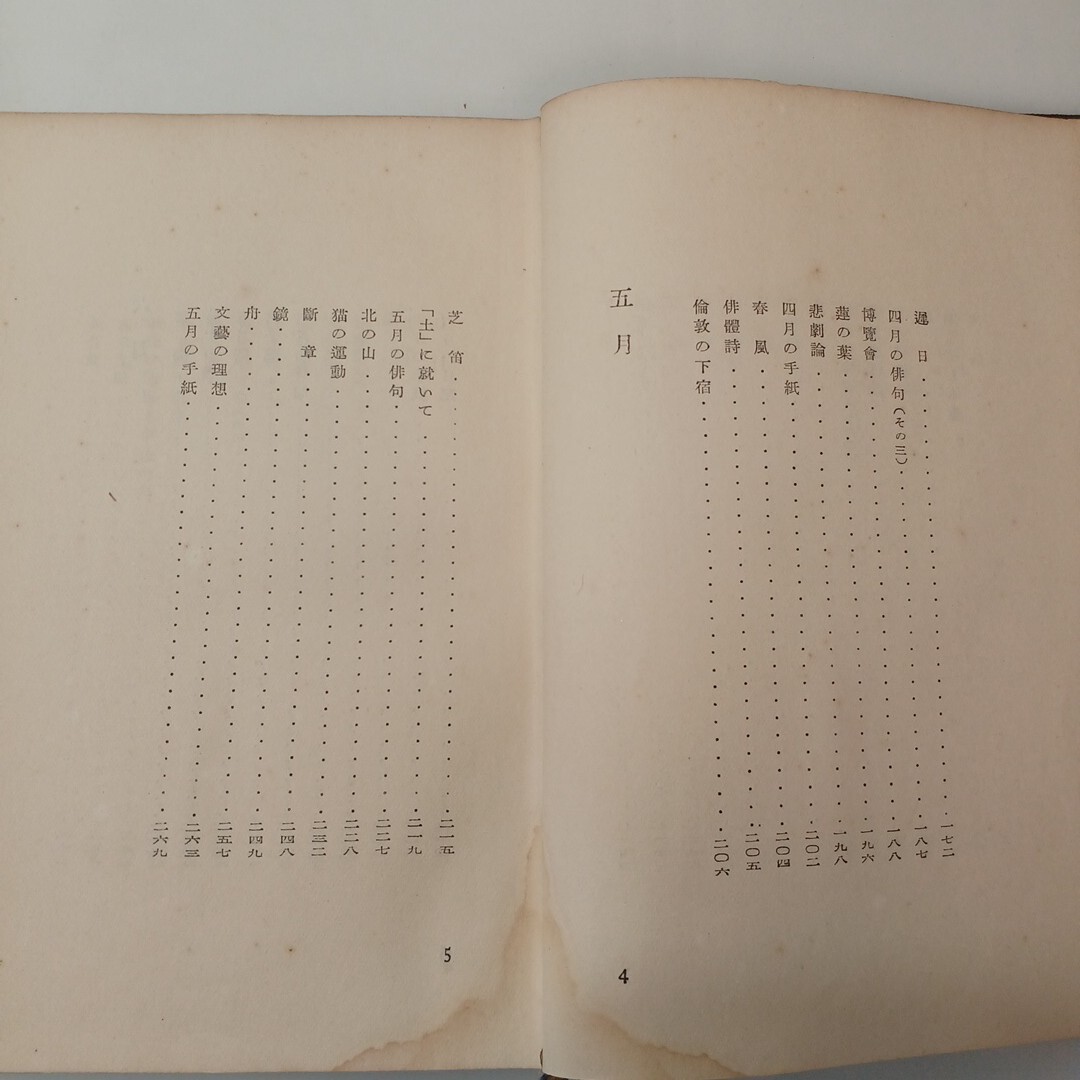 遲日・・・・・・・・・・一七二
四月の俳句(その三)・・・・・・・・・・一八七
博覽會・・・・・・・・・・一八八
蓮の葉・・・・・・・・・・一九六
悲劇論・・・・・・・・・・一九八
四月の手紙・・・・・・・・・・二〇二
春風・・・・・・・・・・二〇四
俳體詩・・・・・・・・・・二〇五
倫敦の下宿・・・・・・・・・・二〇六
五月
4
芝笛・・・・・・・・・・二一五
「土」に就いて・・・・・・・・・・二一九
五月の俳句・・・・・・・・・・二二七
北の山・・・・・・・・・・二二八
猫の運動・・・・・・・・・・二三二
斷章・・・・・・・・・・二四八
鏡・・・・・・・・・・二四九
舟・・・・・・・・・・二五七
文藝の理想・・・・・・・・・・二六三
五月の手紙・・・・・・・・・・二六九
5